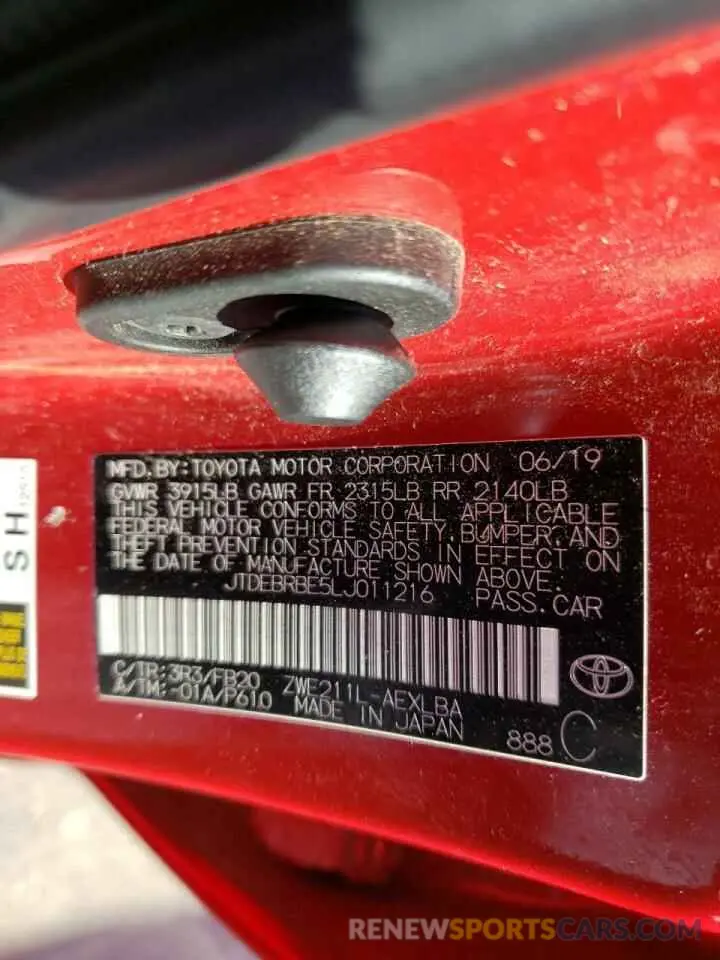 MFD. BY: TOYOTA MOTOR CORPORATION 06/19
GVWR 3915LB GAWR FR 2315LB RR 2140LB
THIS VEHICLE CONFORMS TO ALL APPLICABLE
FEDERAL MOTOR VEHICLE SAFETY, BUMPER, AND
THEFT PREVENTION STANDARDS IN EFFECT ON
THE DATE OF MANUFACTURE SHOWN ABOVE.
JTDEBRBE5LJ011216 PASS. CAR
C/TR: 3R3/FB20 ZWE211L-AEXLBA
A/TM: -01A/P610 MADE IN JAPAN
888 C
SH
RENEWSPORTSCARS.COM